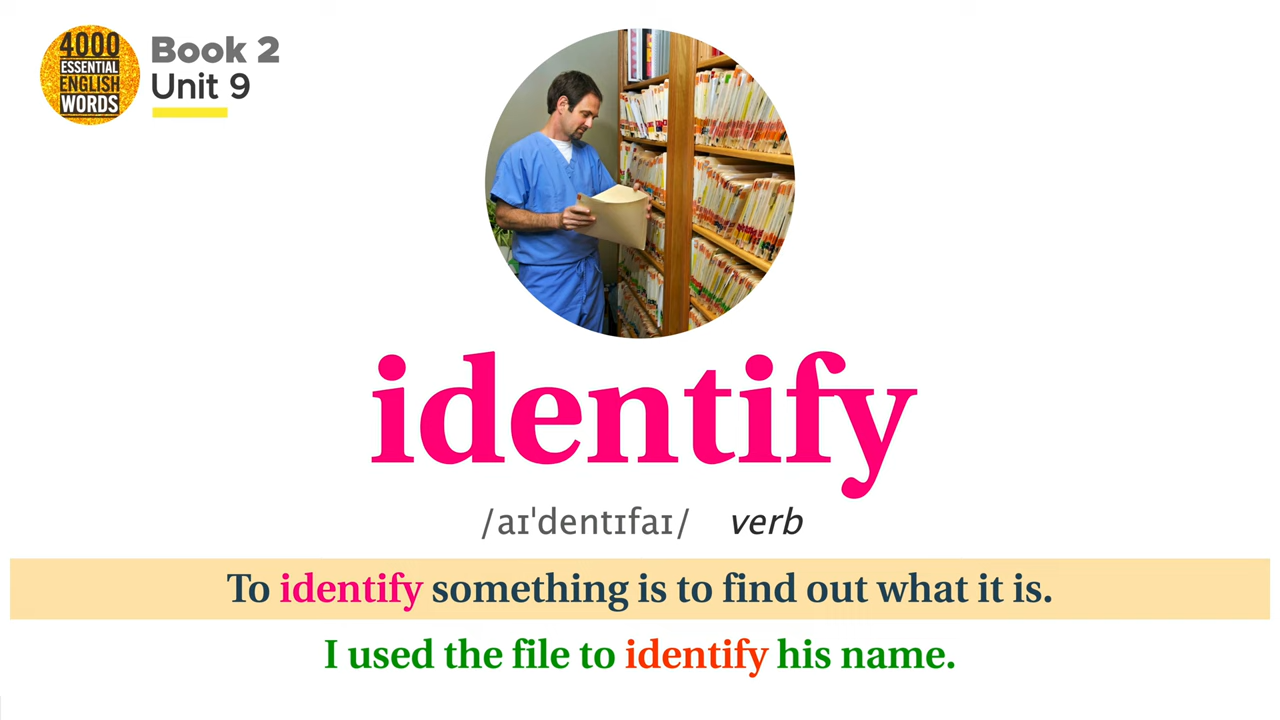 4000
ESSENTIAL
ENGLISH
WORDS
Book 2
Unit 9
identify
/aɪˈdentɪfaɪ/ verb
To identify something is to find out what it is.
I used the file to identify his name.